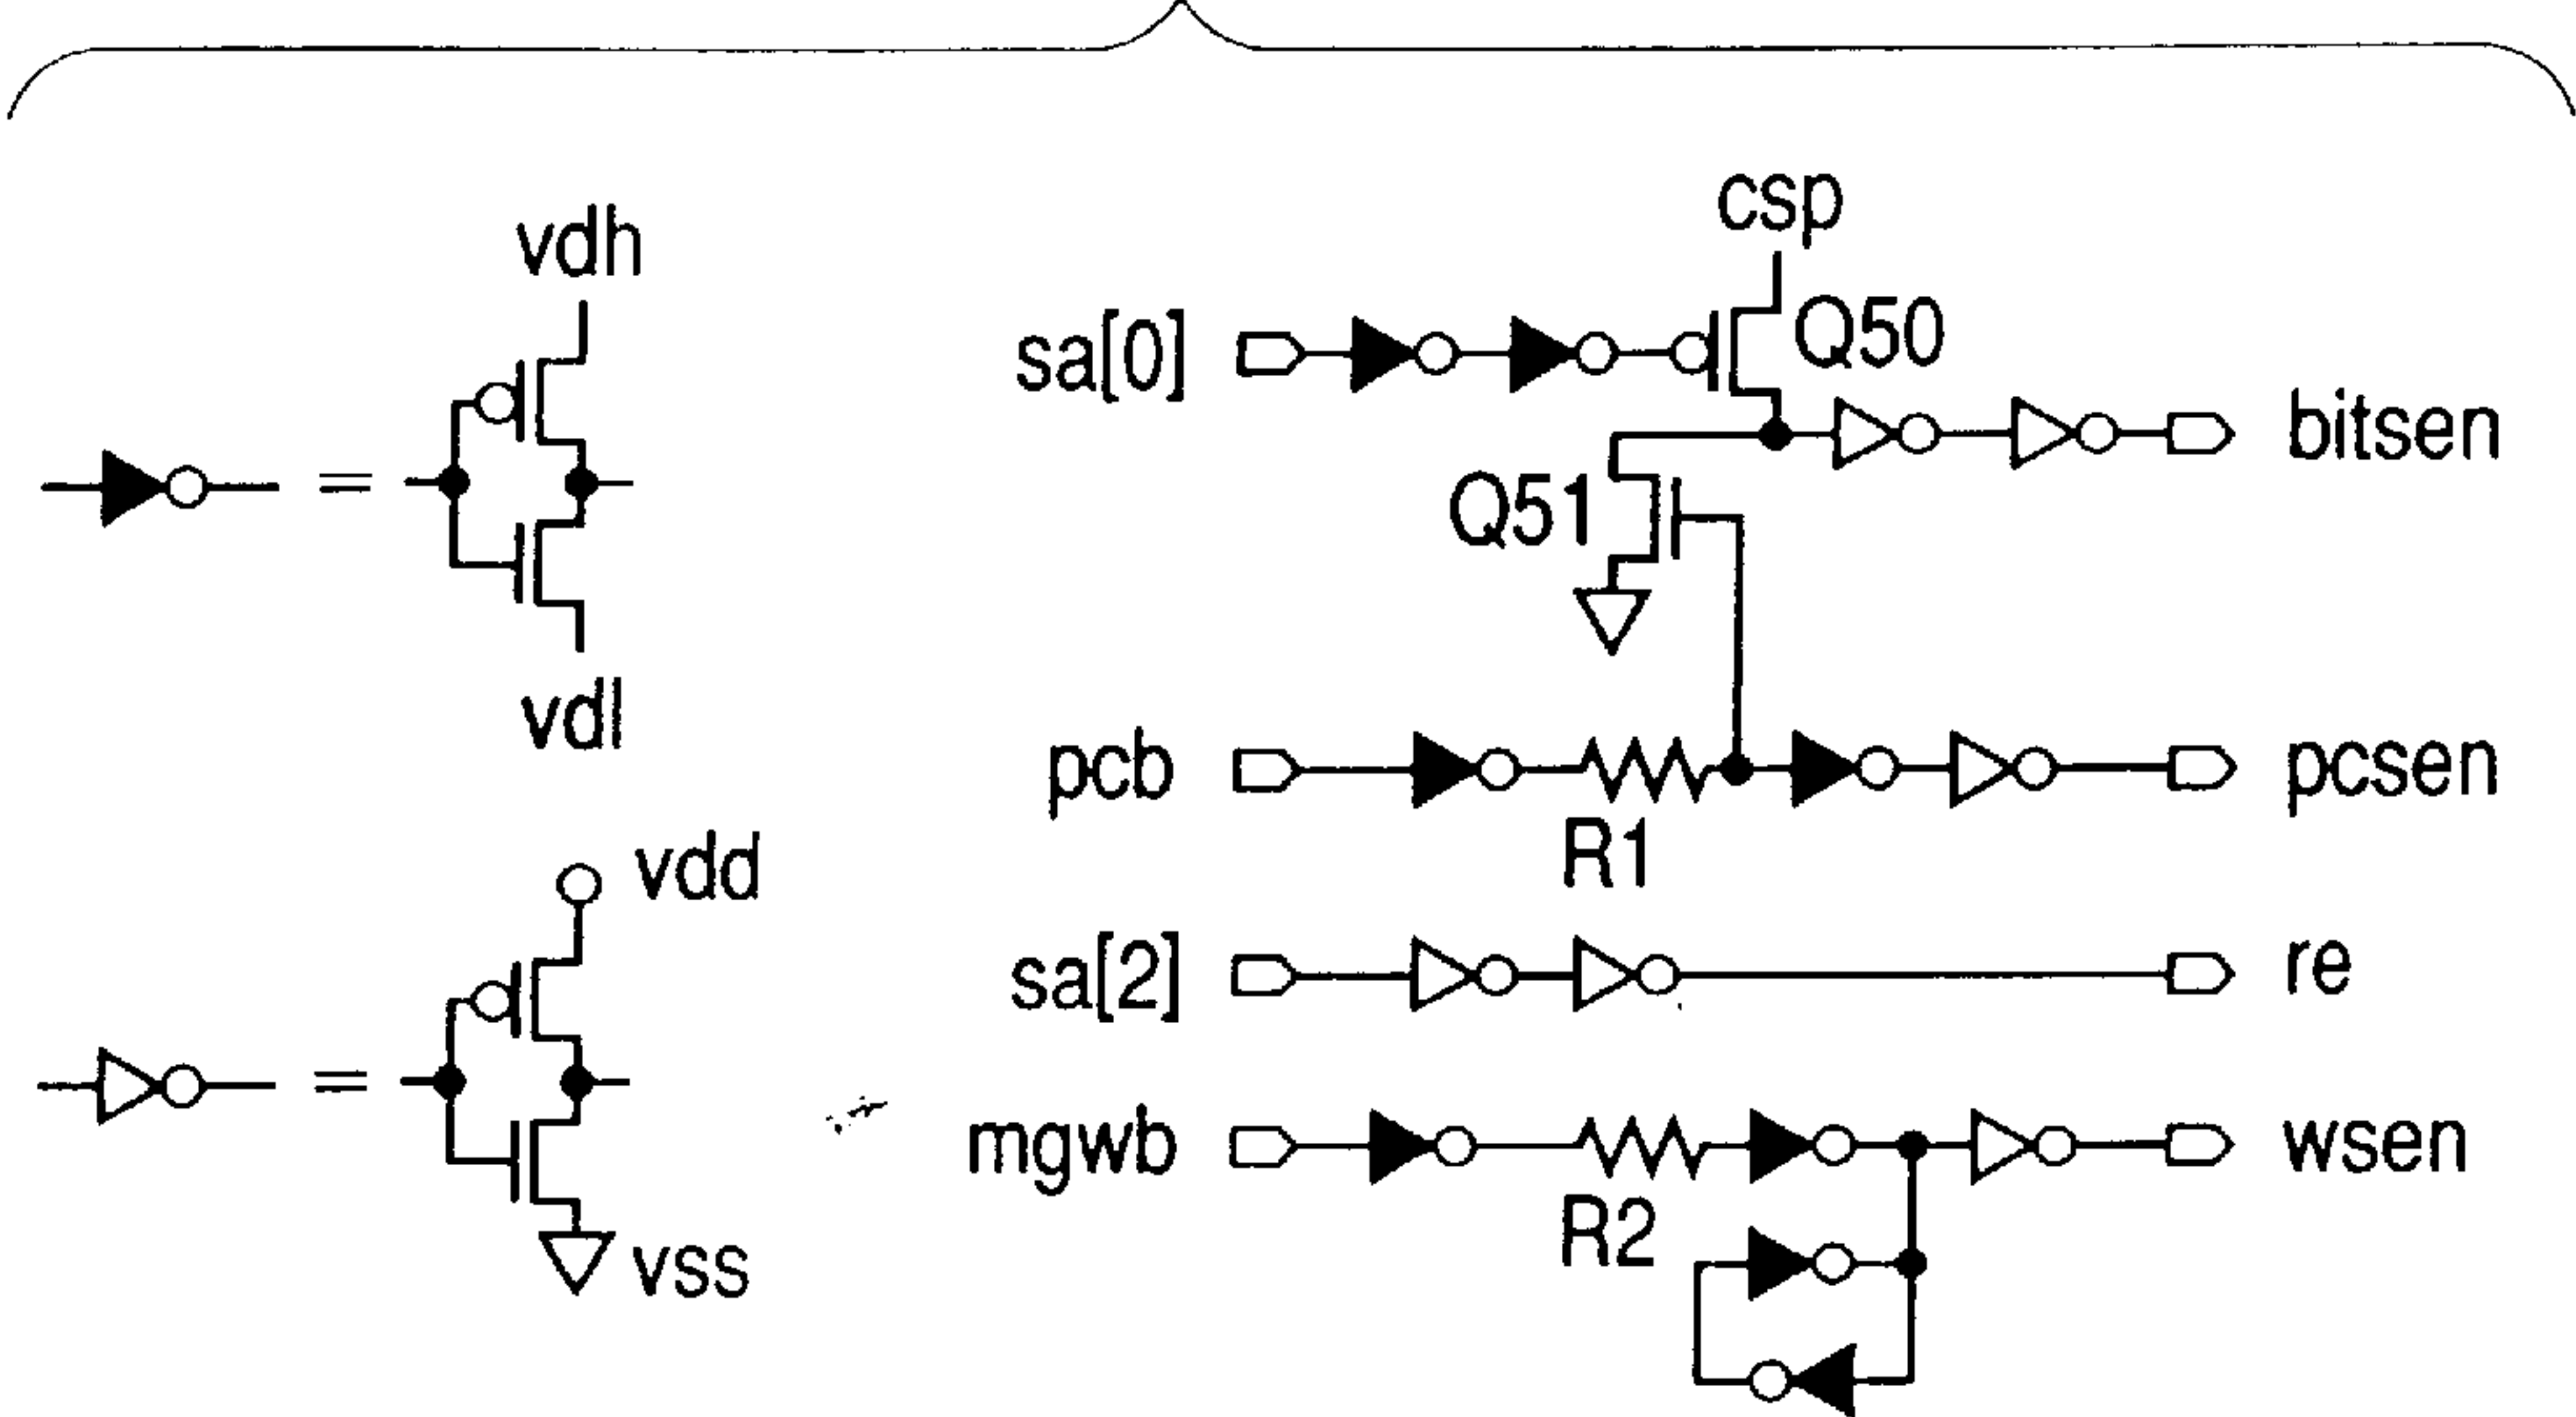 vdh
=
vdl
vdd
=
vss
csp
sa[0]
Q50
bitsen
Q51
pcb
pcsen
R1
sa[2]
re
mgwb
wsen
R2